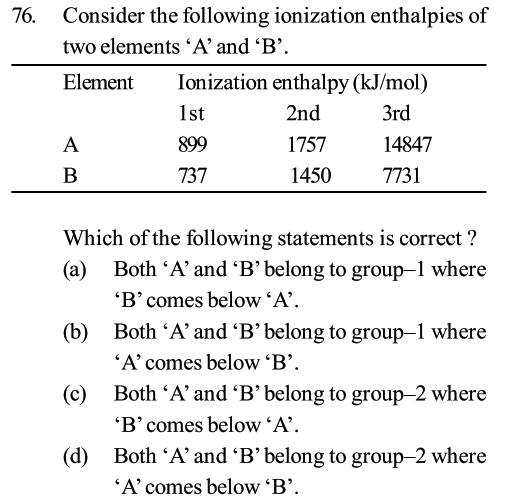 76. Consider the following ionization enthalpies of
two elements ‘A’ and ‘B’.
Element Ionization enthalpy (kJ/mol)
1st 2nd 3rd
A 899 1757 14847
B 737 1450 7731
Which of the following statements is correct ?
(a) Both ‘A’ and ‘B’ belong to group–1 where
‘B’ comes below ‘A’.
(b) Both ‘A’ and ‘B’ belong to group–1 where
‘A’ comes below ‘B’.
(c) Both ‘A’ and ‘B’ belong to group–2 where
‘B’ comes below ‘A’.
(d) Both ‘A’ and ‘B’ belong to group–2 where
‘A’ comes below ‘B’.